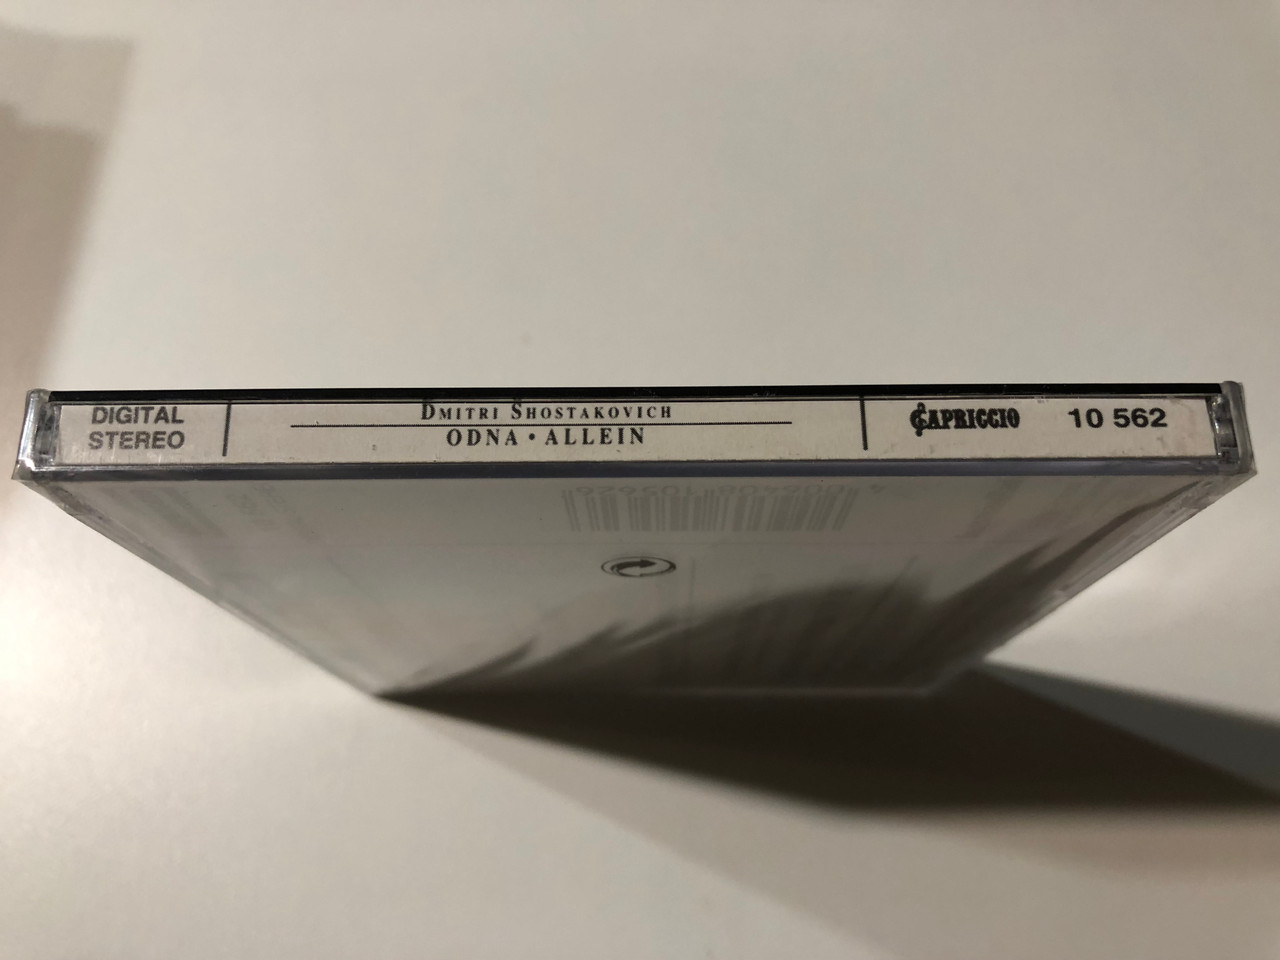 DIGITAL
STEREO
DMITRI SHOSTAKOVICH
ODNA · ALLEIN
CAPRICCIO
10 562